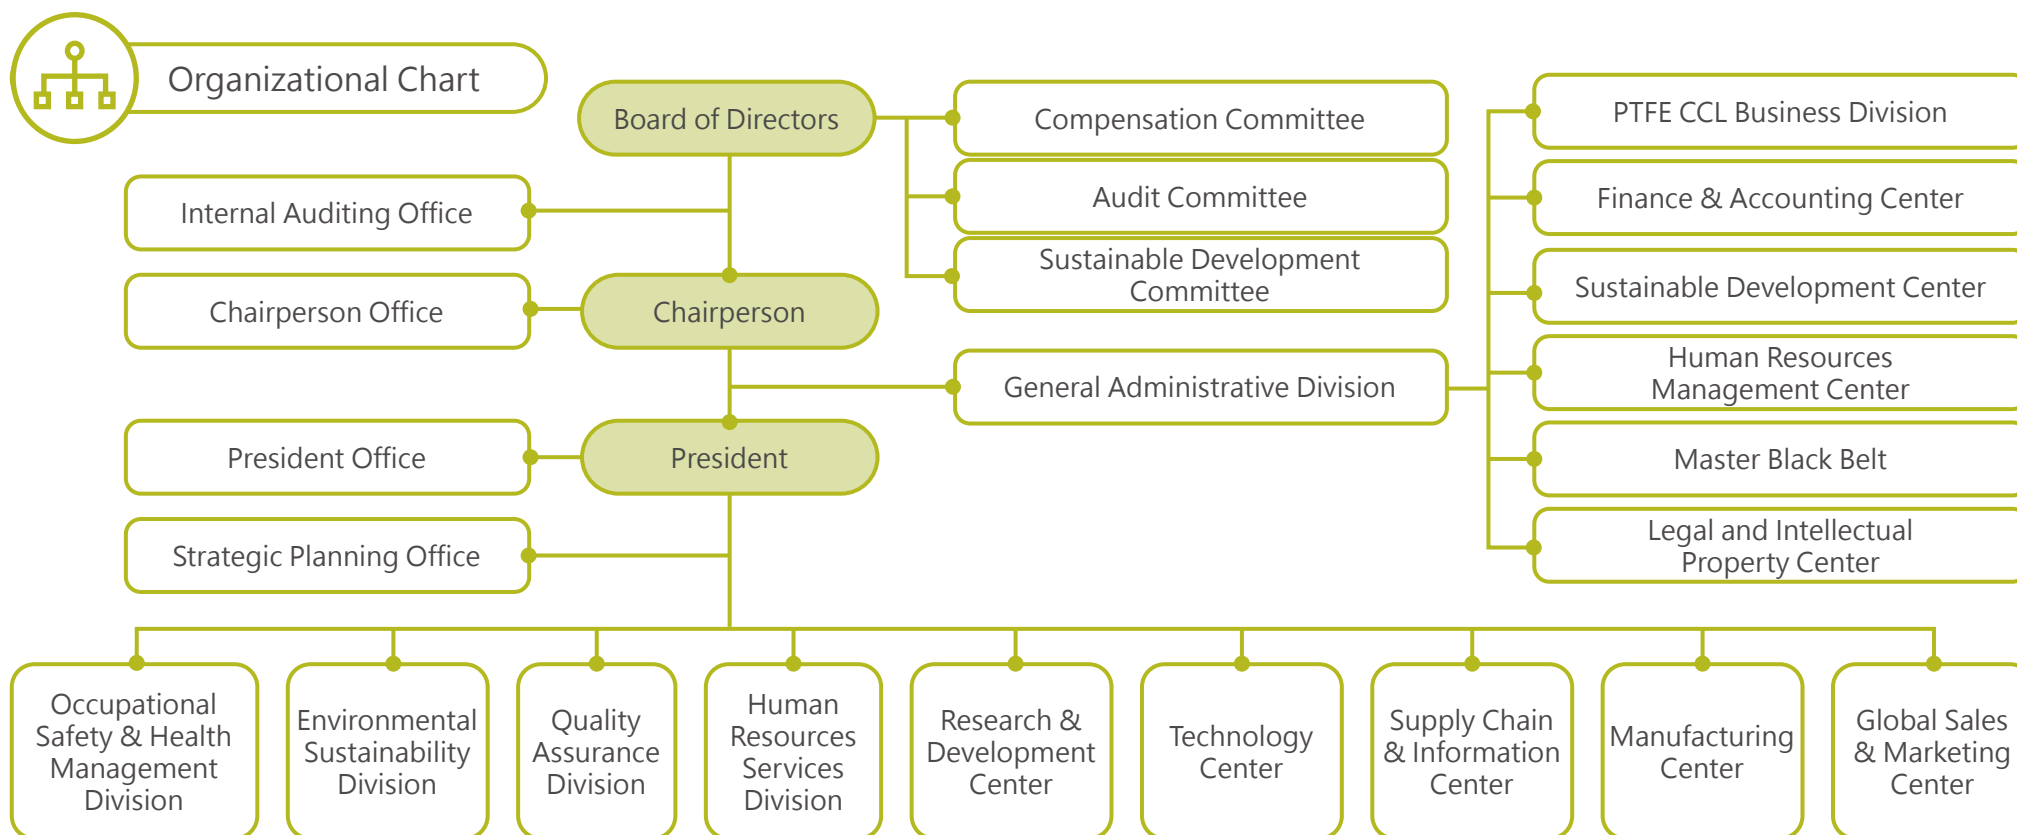 Organizational Chart
Board of Directors
Internal Auditing Office
Chairperson Office
Chairperson
President Office
President
Strategic Planning Office
Compensation Committee
Audit Committee
Sustainable Development
Committee
General Administrative Division
PTFE CCL Business Division
Finance & Accounting Center
Sustainable Development Center
Human Resources
Management Center
Master Black Belt
Legal and Intellectual
Property Center
Occupational
Safety & Health
Management
Division
Environmental
Sustainability
Division
Quality
Assurance
Division
Human
Resources
Services
Division
Research &
Development
Center
Technology
Center
Supply Chain
& Information
Center
Manufacturing
Center
Global Sales
& Marketing
Center